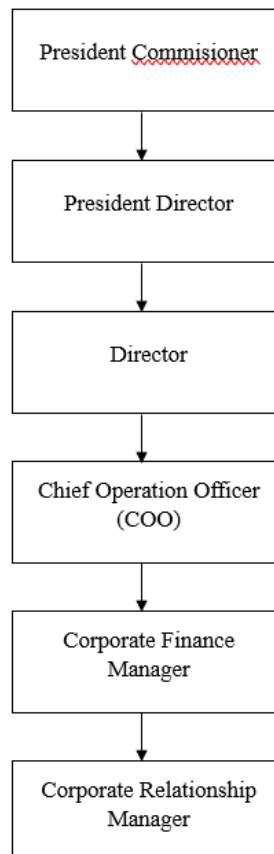 President Commisioner
President Director
Director
Chief Operation Officer
(COO)
Corporate Finance
Manager
Corporate Relationship
Manager